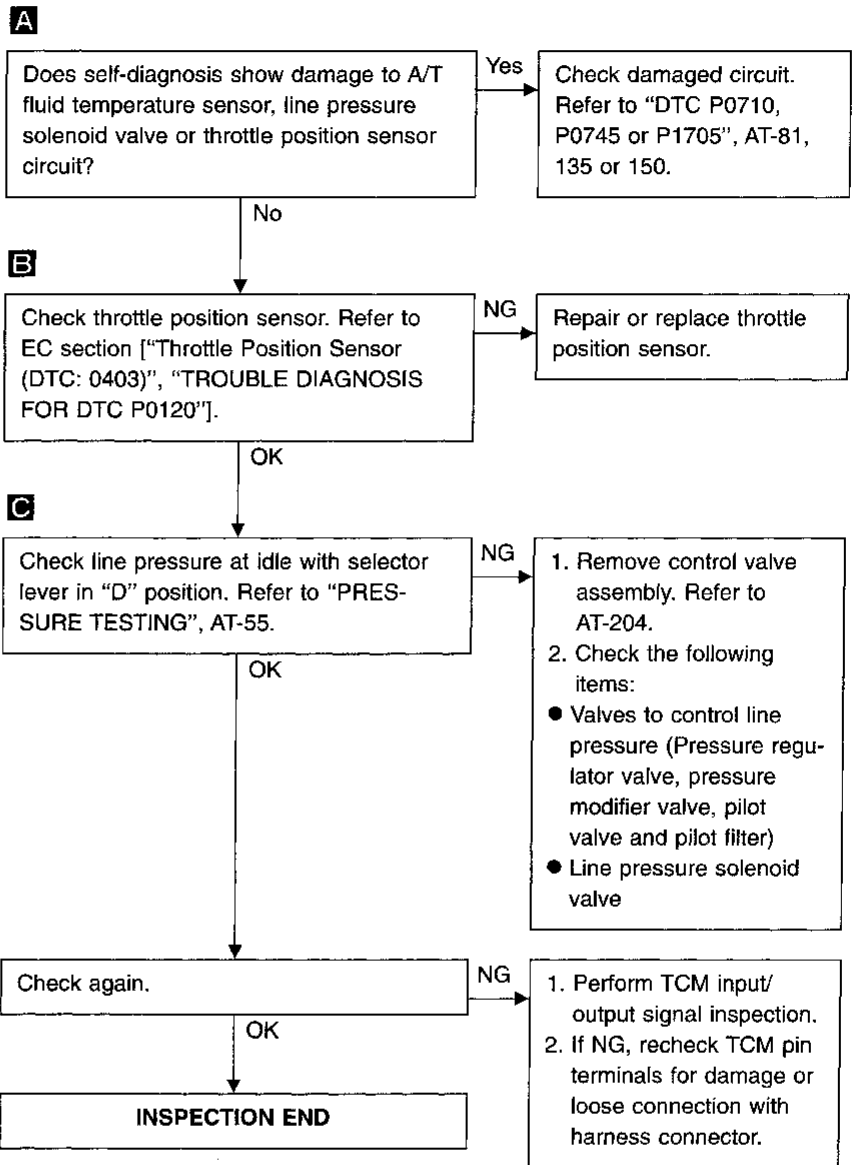 A
Does self-diagnosis show damage to A/T
fluid temperature sensor, line pressure
solenoid valve or throttle position sensor
circuit?
Yes
Check damaged circuit.
Refer to “DTC P0710,
P0745 or P1705”, AT-81,
135 or 150.
No
B
Check throttle position sensor. Refer to
EC section [“Throttle Position Sensor
(DTC: 0403)”, “TROUBLE DIAGNOSIS
FOR DTC P0120”].
NG
Repair or replace throttle
position sensor.
OK
C
Check line pressure at idle with selector
lever in “D” position. Refer to “PRES-
SURE TESTING”, AT-55.
NG
1. Remove control valve
assembly. Refer to
AT-204.
2. Check the following
items:
● Valves to control line
pressure (Pressure regu-
lator valve, pressure
modifier valve, pilot
valve and pilot filter)
● Line pressure solenoid
valve
OK
Check again.
NG
1. Perform TCM input/
output signal inspection.
2. If NG, recheck TCM pin
terminals for damage or
loose connection with
harness connector.
OK
INSPECTION END